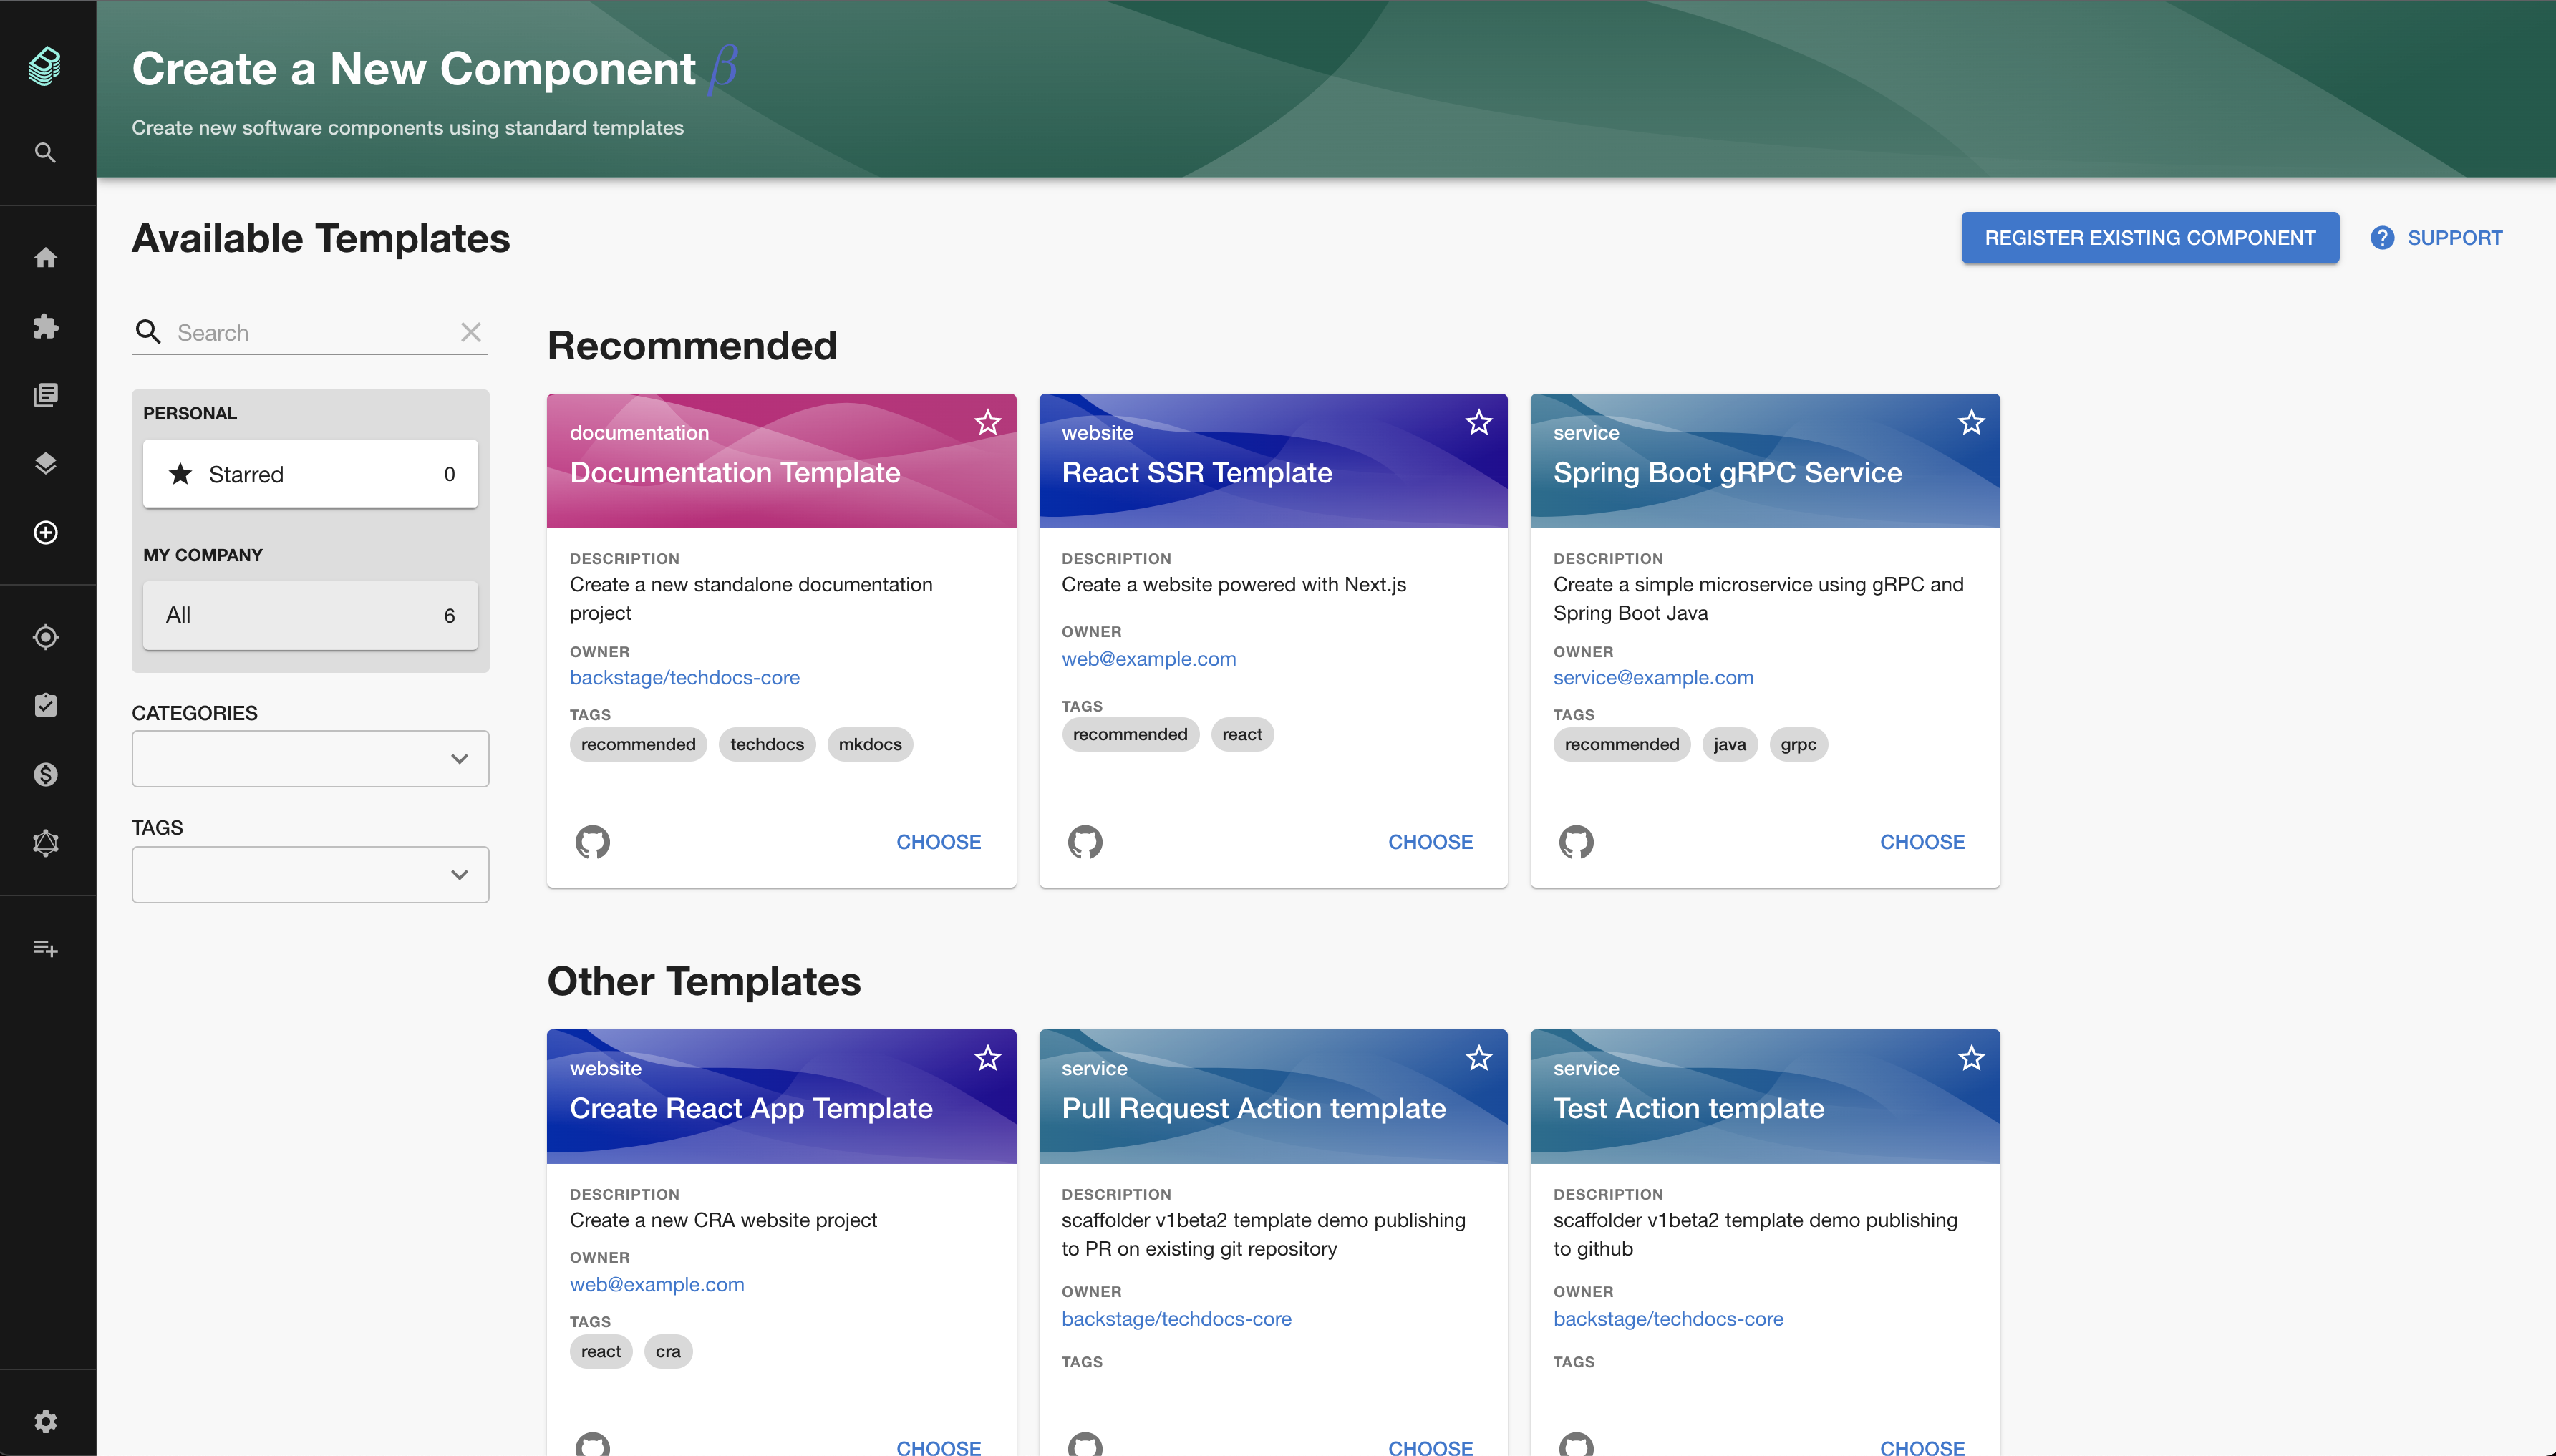 Create a New Component β
Create new software components using standard templates
Available Templates
REGISTER EXISTING COMPONENT
SUPPORT
Search
PERSONAL
Starred 0
MY COMPANY
All 6
CATEGORIES
TAGS
Recommended
documentation
Documentation Template
DESCRIPTION
Create a new standalone documentation
project
OWNER
backstage/techdocs-core
TAGS
recommended techdocs mkdocs
CHOOSE
website
React SSR Template
DESCRIPTION
Create a website powered with Next.js
OWNER
web@example.com
TAGS
recommended react
CHOOSE
service
Spring Boot gRPC Service
DESCRIPTION
Create a simple microservice using gRPC and
Spring Boot Java
OWNER
service@example.com
TAGS
recommended java grpc
CHOOSE
Other Templates
website
Create React App Template
DESCRIPTION
Create a new CRA website project
OWNER
web@example.com
TAGS
react cra
CHOOSE
service
Pull Request Action template
DESCRIPTION
scaffolder v1beta2 template demo publishing
to PR on existing git repository
OWNER
backstage/techdocs-core
TAGS
CHOOSE
service
Test Action template
DESCRIPTION
scaffolder v1beta2 template demo publishing
to github
OWNER
backstage/techdocs-core
TAGS
CHOOSE